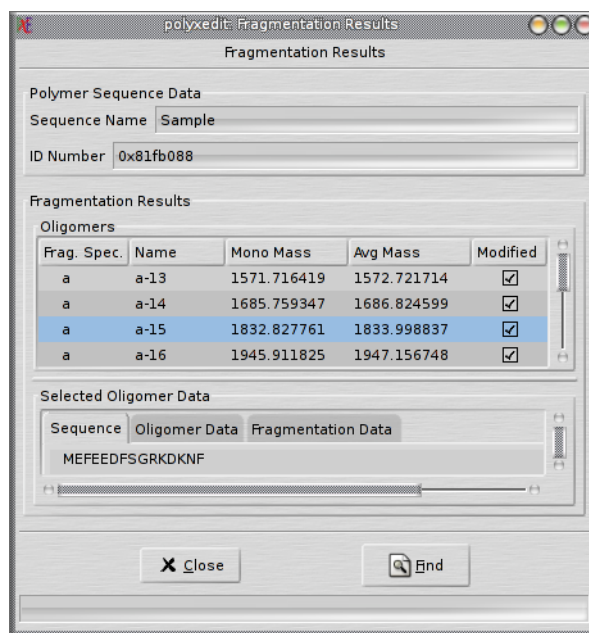 polyxedit: Fragmentation Results
Fragmentation Results
Polymer Sequence Data
Sequence Name Sample
ID Number 0x81fb088
Fragmentation Results
Oligomers
Frag. Spec. Name Mono Mass Avg Mass Modified
a a-13 1571.716419 1572.721714
a a-14 1685.759347 1686.824599
a a-15 1832.827761 1833.998837
a a-16 1945.911825 1947.156748
Selected Oligomer Data
Sequence Oligomer Data Fragmentation Data
MEFEEDFSGRKDKNF
Close Find